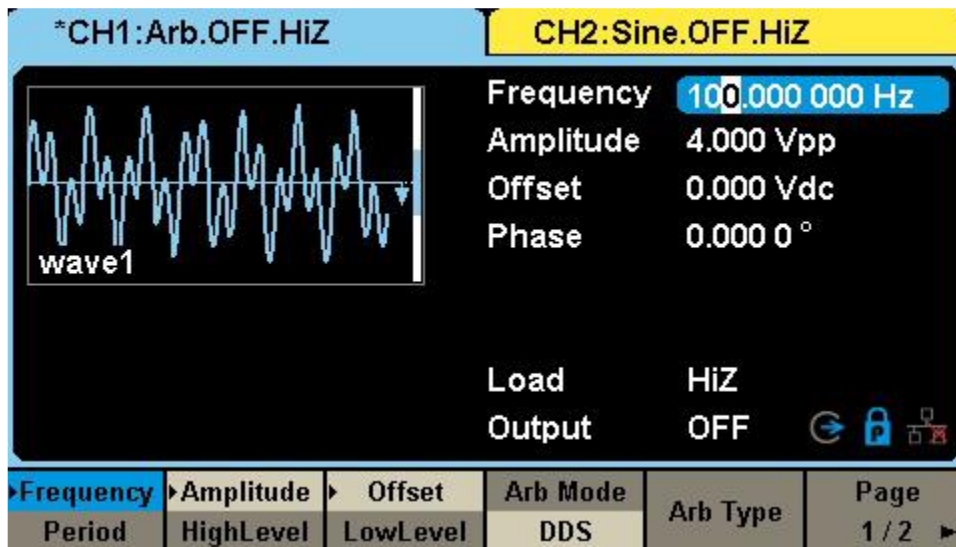 *CH1:Arb.OFF.HiZ
CH2:Sine.OFF.HiZ
Frequency 100.000 000 Hz
Amplitude 4.000 Vpp
Offset 0.000 Vdc
Phase 0.000 0 °
wave1
Load HiZ
Output OFF
P
Frequency Amplitude Offset Arb Mode Arb Type Page
Period HighLevel LowLevel DDS 1/2